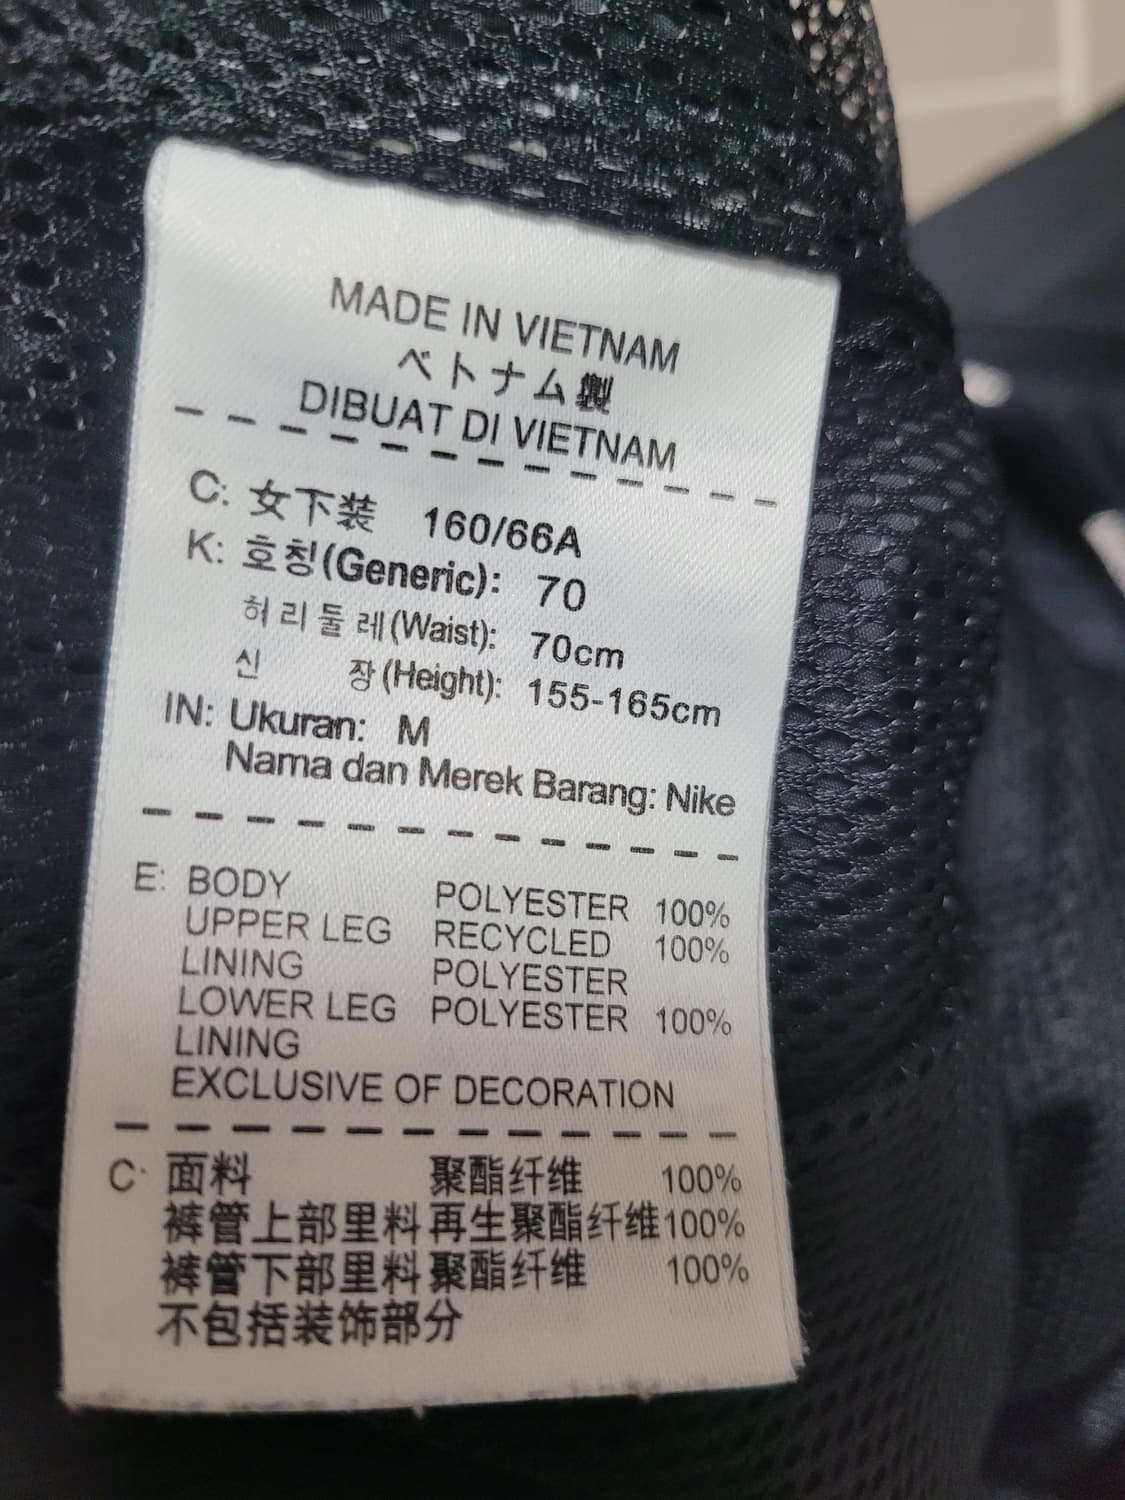 MADE IN VIETNAM
ベトナム製
DIBUAT DI VIETNAM
C: 女下装 160/66A
K: 호칭(Generic): 70
허리둘레(Waist): 70cm
신 장(Height): 155-165cm
IN: Ukuran: M
Nama dan Merek Barang: Nike
E: BODY POLYESTER 100%
UPPER LEG RECYCLED 100%
LINING POLYESTER
LOWER LEG POLYESTER 100%
LINING
EXCLUSIVE OF DECORATION
C: 面料 聚酯纤维 100%
裤管上部里料 再生聚酯纤维 100%
裤管下部里料 聚酯纤维 100%
不包括装饰部分